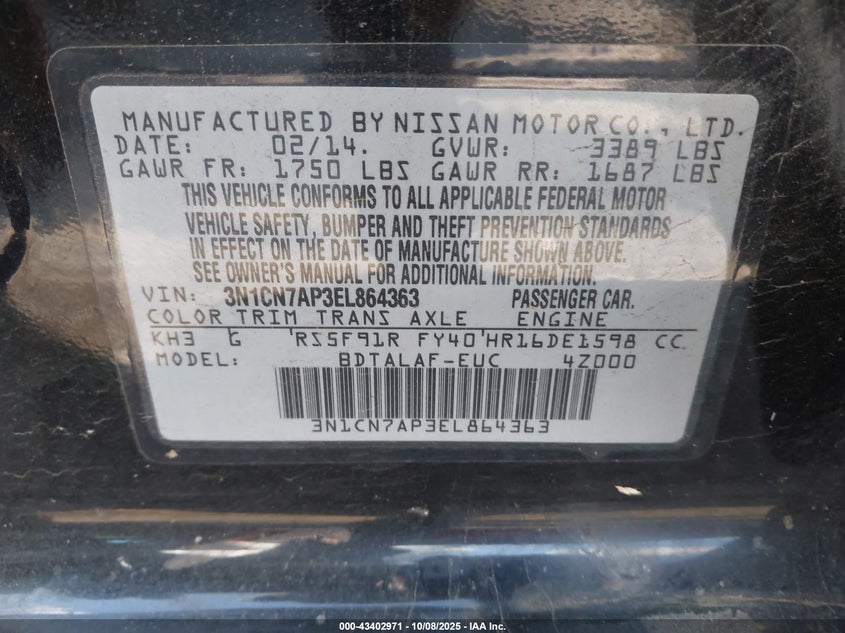 MANUFACTURED BY NISSAN MOTOR CO., LTD.
DATE: 02/14. GVWR: 3389 LBS
GAWR FR: 1750 LBS GAWR RR: 1687 LBS
THIS VEHICLE CONFORMS TO ALL APPLICABLE FEDERAL MOTOR
VEHICLE SAFETY, BUMPER AND THEFT PREVENTION STANDARDS
IN EFFECT ON THE DATE OF MANUFACTURE SHOWN ABOVE.
SEE OWNER'S MANUAL FOR ADDITIONAL INFORMATION.
VIN: 3N1CN7AP3EL864363 PASSENGER CAR.
COLOR TRIM TRANS AXLE ENGINE
KH3 G 'RS5F91R FY40'HR16DE1598 CC
MODEL: BDTALAF-EUC 4Z000
3N1CN7AP3EL864363
000-43402971 - 10/08/2025 - IAA Inc.